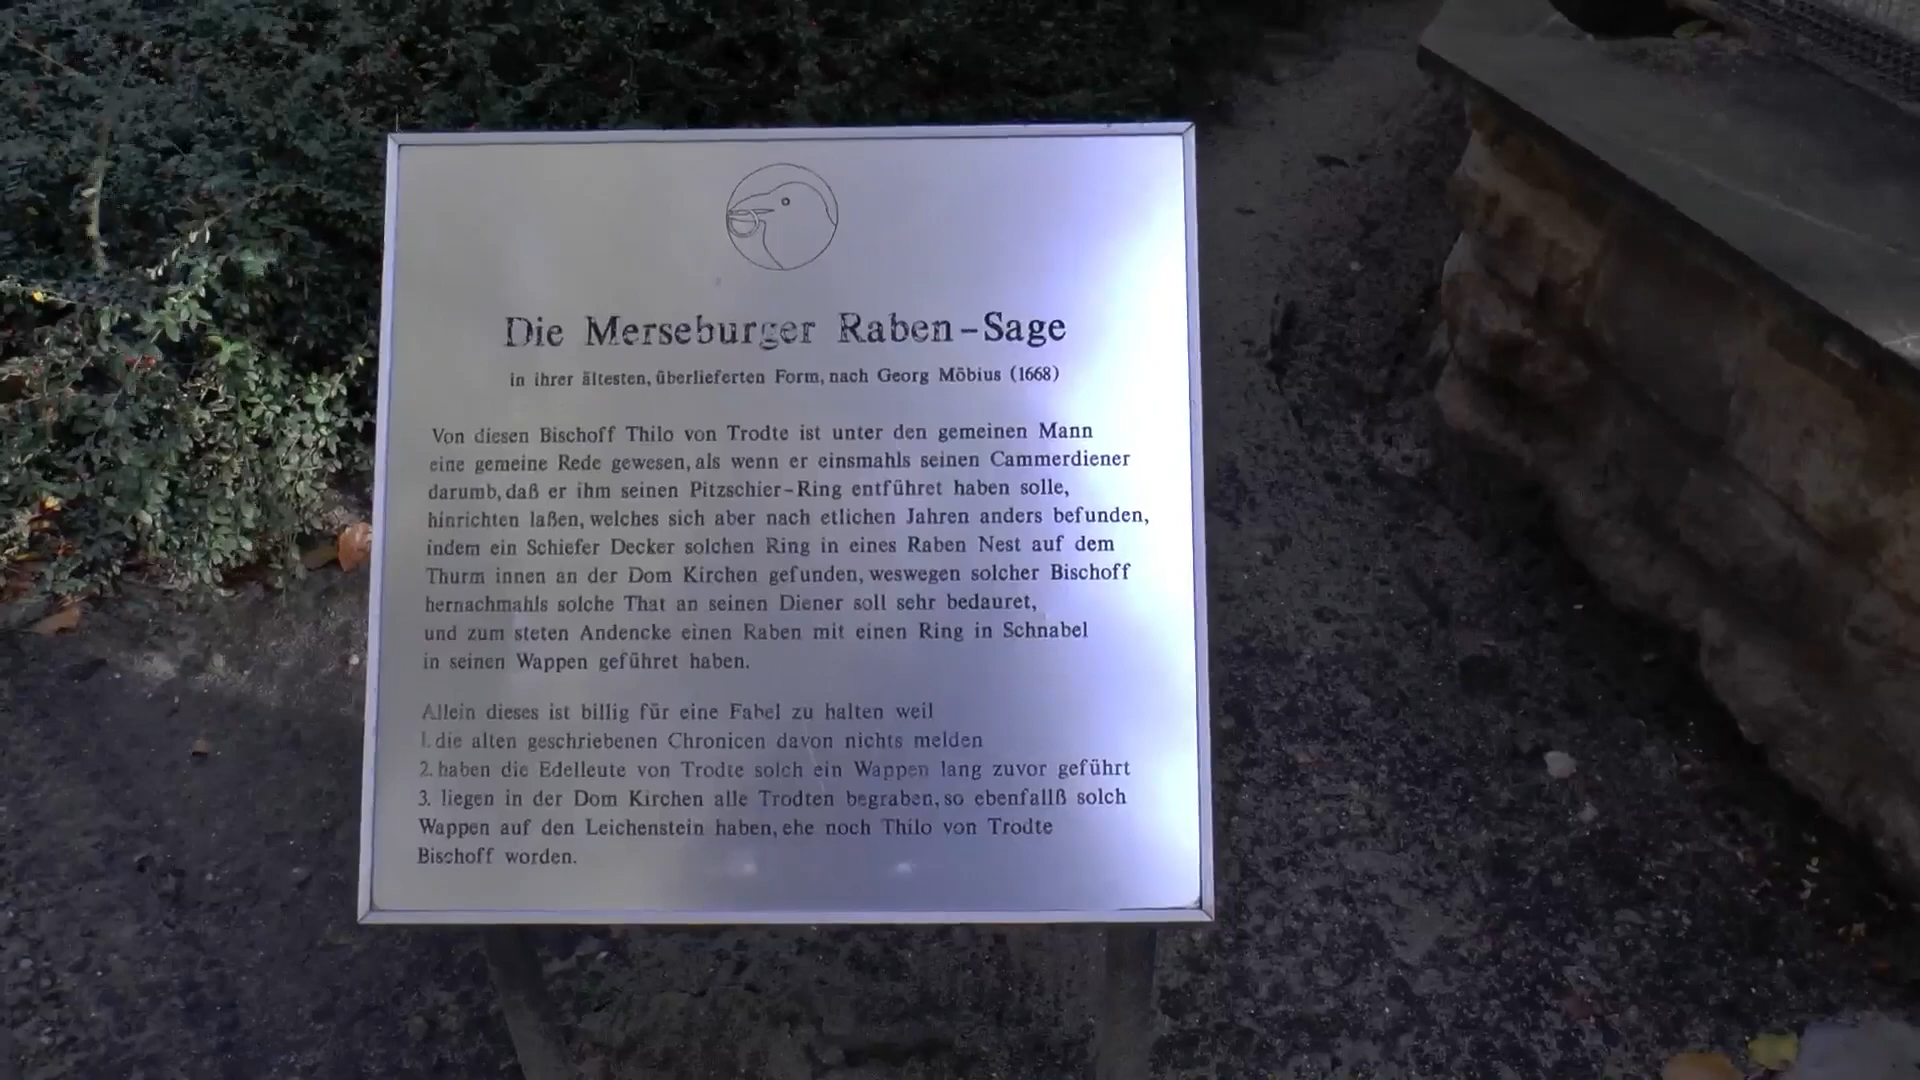 Die Merseburger Raben-Sage
in ihrer ältesten, überlieferten Form, nach Georg Möbius (1668)
Von diesen Bischoff Thilo von Trodte ist unter den gemeinen Mann
eine gemeine Rede gewesen, als wenn er einsmahls seinen Cammerdiener
darumb, daß er ihm seinen Pitzschier-Ring entführet haben solle,
hinrichten laßen, welches sich aber nach etlichen Jahren anders befunden,
indem ein Schiefer Decker solchen Ring in eines Raben Nest auf dem
Thurm innen an der Dom Kirchen gefunden, weswegen solcher Bischoff
hernachmahls solche That an seinen Diener soll sehr bedauret,
und zum steten Andencke einen Raben mit einen Ring in Schnabel
in seinen Wappen geführet haben.
Allein dieses ist billig für eine Fabel zu halten weil
1. die alten geschriebenen Chronicen davon nichts melden
2. haben die Edelleute von Trodte solch ein Wappen lang zuvor geführt
3. liegen in der Dom Kirchen alle Trodten begraben, so ebenfallß solch
Wappen auf den Leichenstein haben, ehe noch Thilo von Trodte
Bischoff worden.